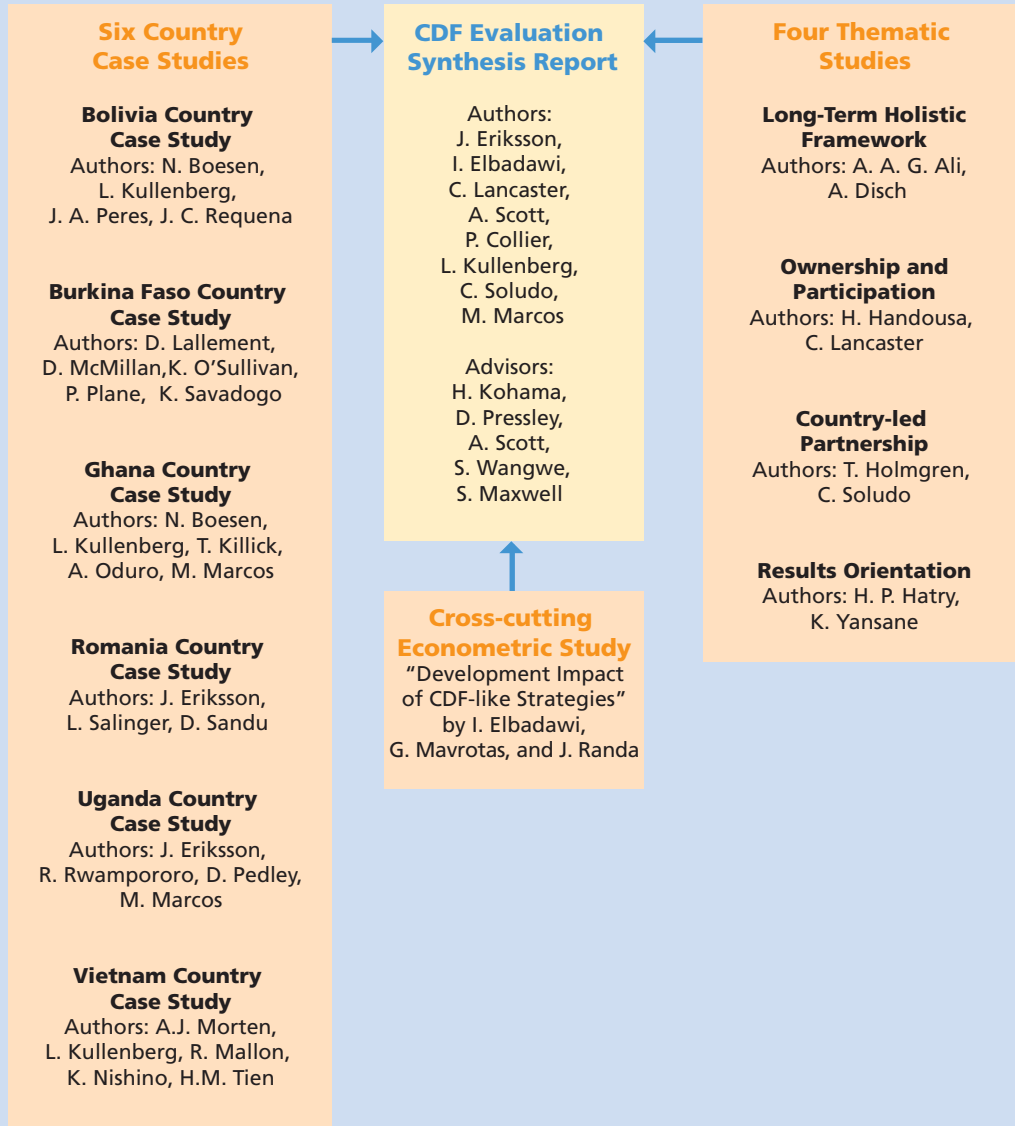 Six Country
Case Studies
Bolivia Country
Case Study
Authors: N. Boesen,
L. Kullenberg,
J. A. Peres, J. C. Requena
Burkina Faso Country
Case Study
Authors: D. Lallement,
D. McMillan,K. O’Sullivan,
P. Plane, K. Savadogo
Ghana Country
Case Study
Authors: N. Boesen,
L. Kullenberg, T. Killick,
A. Oduro, M. Marcos
Romania Country
Case Study
Authors: J. Eriksson,
L. Salinger, D. Sandu
Uganda Country
Case Study
Authors: J. Eriksson,
R. Rwampororo, D. Pedley,
M. Marcos
Vietnam Country
Case Study
Authors: A.J. Morten,
L. Kullenberg, R. Mallon,
K. Nishino, H.M. Tien
CDF Evaluation
Synthesis Report
Authors:
J. Eriksson,
I. Elbadawi,
C. Lancaster,
A. Scott,
P. Collier,
L. Kullenberg,
C. Soludo,
M. Marcos
Advisors:
H. Kohama,
D. Pressley,
A. Scott,
S. Wangwe,
S. Maxwell
Cross-cutting
Econometric Study
“Development Impact
of CDF-like Strategies”
by I. Elbadawi,
G. Mavrotas, and J. Randa
Four Thematic
Studies
Long-Term Holistic
Framework
Authors: A. A. G. Ali,
A. Disch
Ownership and
Participation
Authors: H. Handousa,
C. Lancaster
Country-led
Partnership
Authors: T. Holmgren,
C. Soludo
Results Orientation
Authors: H. P. Hatry,
K. Yansane